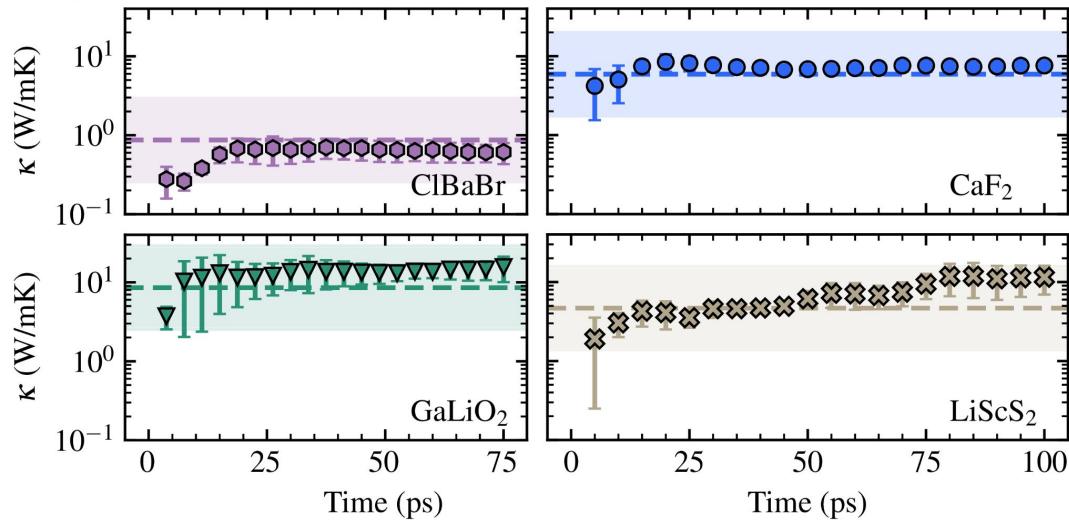 κ (W/mK)
10¹
10⁰
10⁻¹
ClBaBr
CaF₂
κ (W/mK)
10¹
10⁰
10⁻¹
GaLiO₂
LiScS₂
0 25 50 75
0 25 50 75 100
Time (ps)
Time (ps)